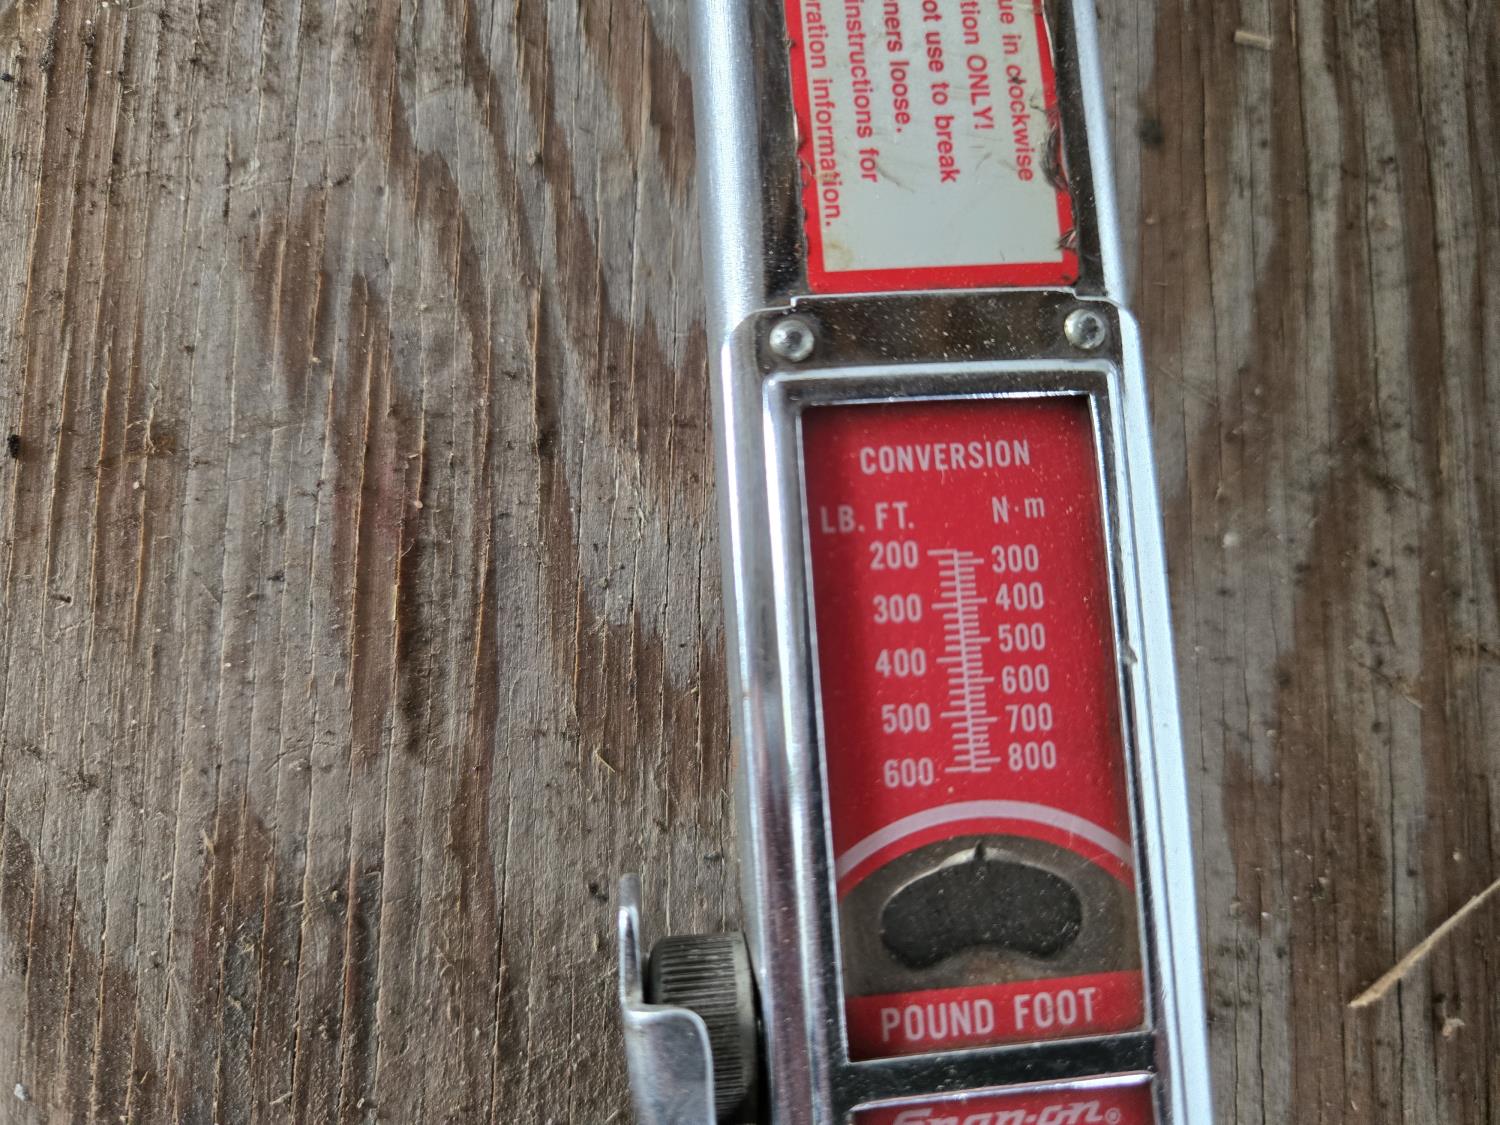 ue in clockwise
tion ONLY!
ot use to break
ners loose.
instructions for
ration information.
CONVERSION
LB. FT. N·m
200 300
300 400
500
400 600
500 700
600 800
POUND FOOT
Snap-on®